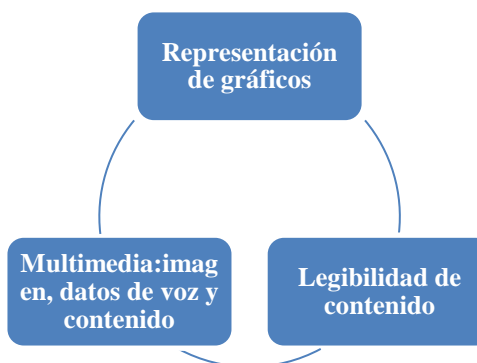 Representación
de gráficos
Multimedia:imag
en, datos de voz y
contenido
Legibilidad de
contenido